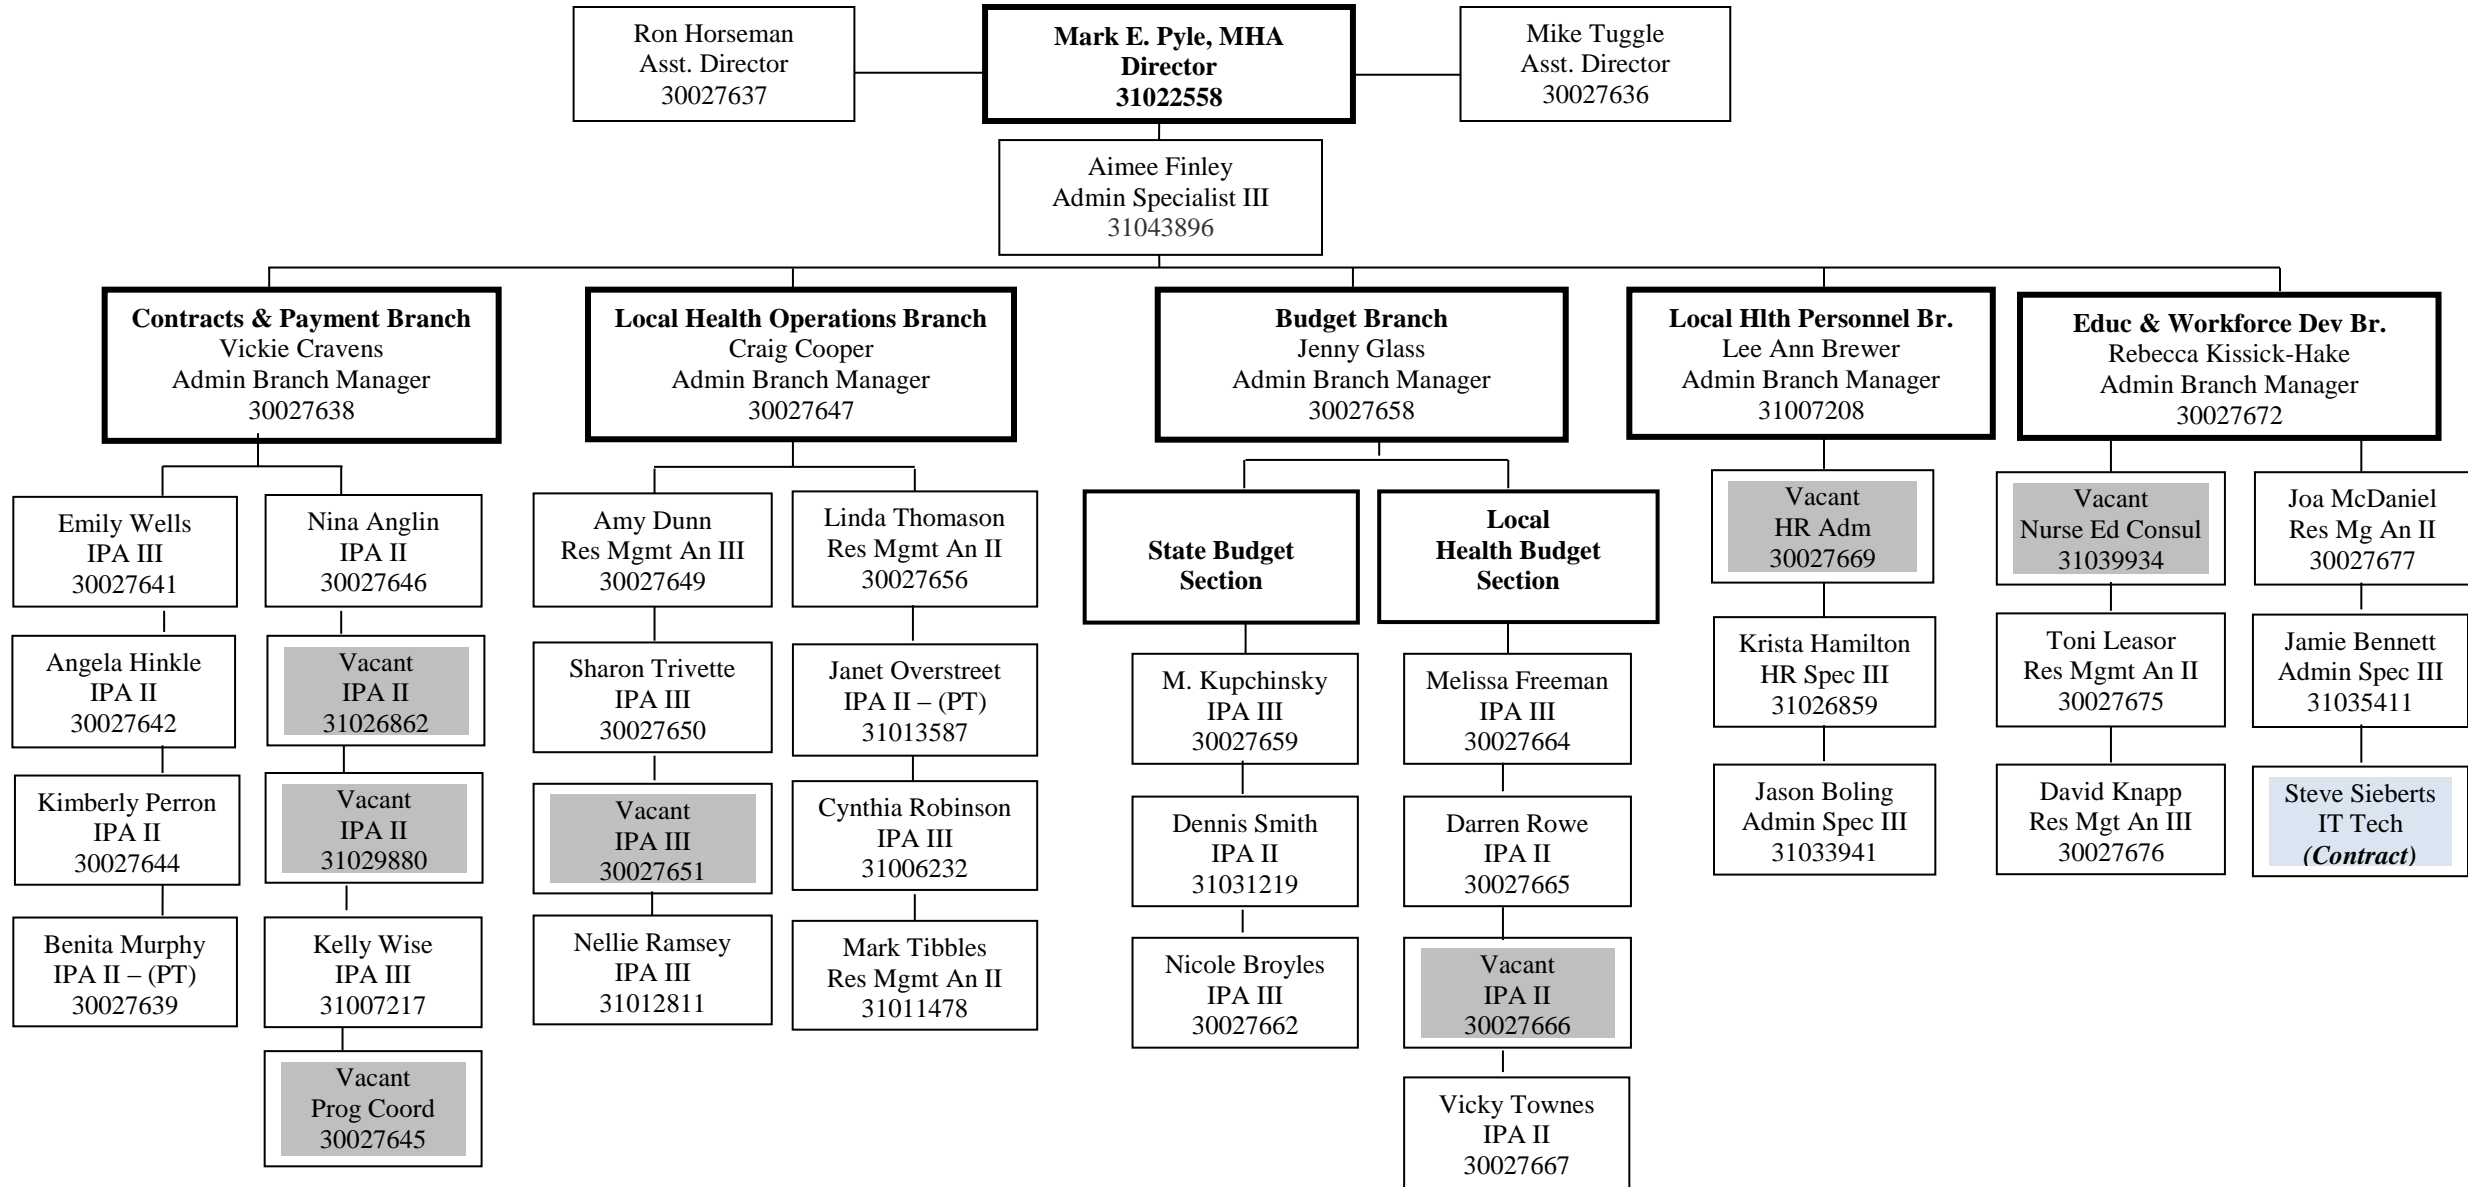 Ron Horseman
Asst. Director
30027637
Mark E. Pyle, MHA
Director
31022558
Mike Tuggle
Asst. Director
30027636
Aimee Finley
Admin Specialist III
31043896
Contracts & Payment Branch
Vickie Cravens
Admin Branch Manager
30027638
Local Health Operations Branch
Craig Cooper
Admin Branch Manager
30027647
Budget Branch
Jenny Glass
Admin Branch Manager
30027658
Local Hlth Personnel Br.
Lee Ann Brewer
Admin Branch Manager
31007208
Educ & Workforce Dev Br.
Rebecca Kissick-Hake
Admin Branch Manager
30027672
Emily Wells
IPA III
30027641
Angela Hinkle
IPA II
30027642
Kimberly Perron
IPA II
30027644
Benita Murphy
IPA II – (PT)
30027639
Nina Anglin
IPA II
30027646
Vacant
IPA II
31026862
Vacant
IPA II
31029880
Kelly Wise
IPA III
31007217
Vacant
Prog Coord
30027645
Amy Dunn
Res Mgmt An III
30027649
Sharon Trivette
IPA III
30027650
Vacant
IPA III
30027651
Nellie Ramsey
IPA III
31012811
Linda Thomason
Res Mgmt An II
30027656
Janet Overstreet
IPA II – (PT)
31013587
Cynthia Robinson
IPA III
31006232
Mark Tibbles
Res Mgmt An II
31011478
State Budget
Section
M. Kupchinsky
IPA III
30027659
Dennis Smith
IPA II
31031219
Nicole Broyles
IPA III
30027662
Local
Health Budget
Section
Melissa Freeman
IPA III
30027664
Darren Rowe
IPA II
30027665
Vacant
IPA II
30027666
Vicky Townes
IPA II
30027667
Vacant
HR Adm
30027669
Krista Hamilton
HR Spec III
31026859
Jason Boling
Admin Spec III
31033941
Vacant
Nurse Ed Consul
31039934
Toni Leasor
Res Mgmt An II
30027675
David Knapp
Res Mgt An III
30027676
Joa McDaniel
Res Mg An II
30027677
Jamie Bennett
Admin Spec III
31035411
Steve Sieberts
IT Tech
(Contract)